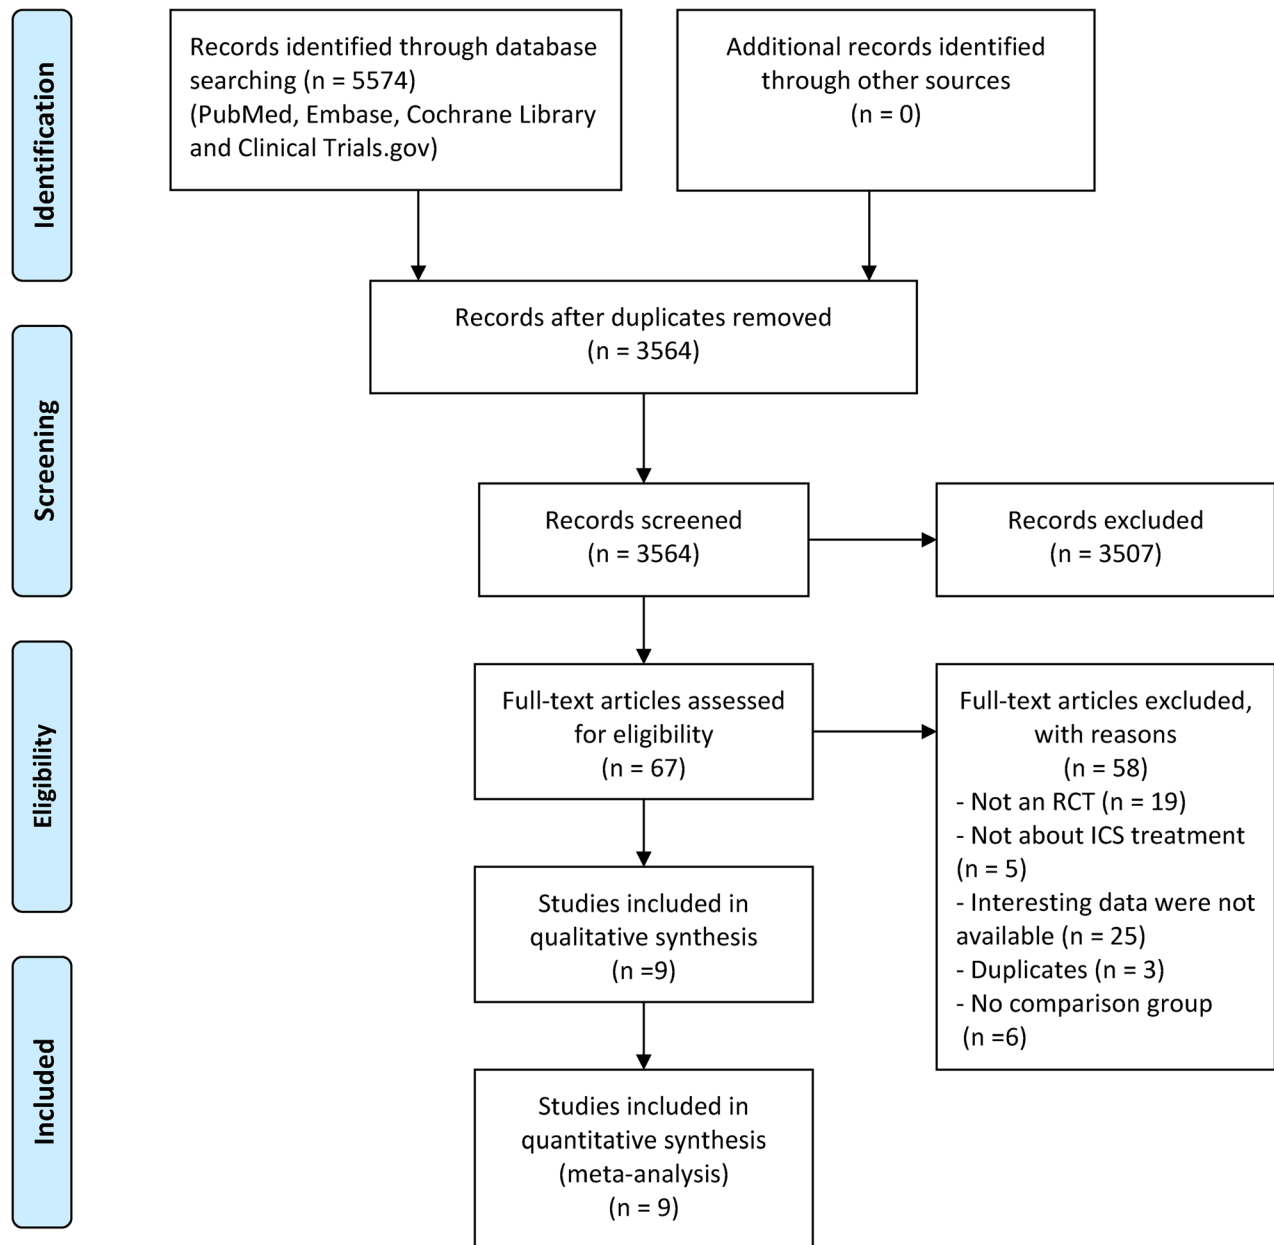 Identification
Records identified through database
searching (n = 5574)
(PubMed, Embase, Cochrane Library
and Clinical Trials.gov)
Additional records identified
through other sources
(n = 0)
Records after duplicates removed
(n = 3564)
Screening
Records screened
(n = 3564)
Records excluded
(n = 3507)
Eligibility
Full-text articles assessed
for eligibility
(n = 67)
Full-text articles excluded,
with reasons
(n = 58)
- Not an RCT (n = 19)
- Not about ICS treatment
(n = 5)
- Interesting data were not
available (n = 25)
- Duplicates (n = 3)
- No comparison group
(n =6)
Studies included in
qualitative synthesis
(n =9)
Included
Studies included in
quantitative synthesis
(meta-analysis)
(n = 9)